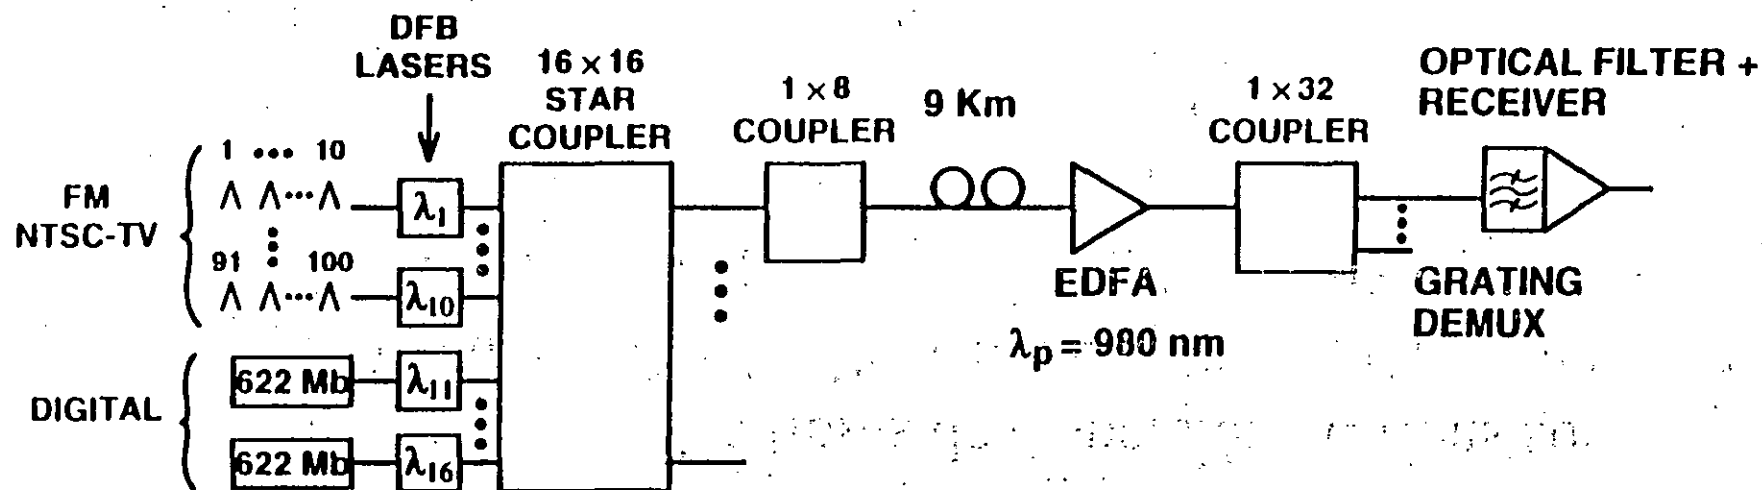 DFB
LASERS
16 × 16
STAR
COUPLER
1 × 8
COUPLER
9 Km
1 × 32
COUPLER
OPTICAL FILTER +
RECEIVER
FM
NTSC-TV
1 ••• 10
λ1
91 100
λ10
EDFA
λp = 980 nm
GRATING
DEMUX
DIGITAL
622 Mb
λ11
622 Mb
λ16